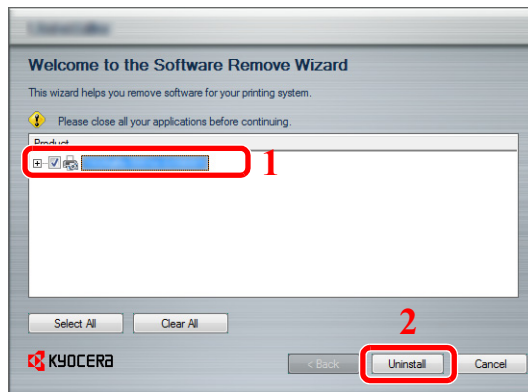 Welcome to the Software Remove Wizard
This wizard helps you remove software for your printing system.
Please close all your applications before continuing.
Product
1
Select All
Clear All
2
KYOCERA
< Back
Uninstall
Cancel